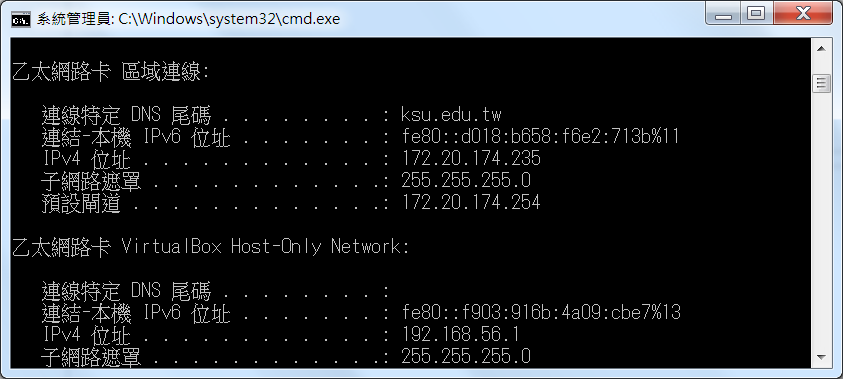 系統管理員: C:\Windows\system32\cmd.exe
乙太網路卡 區域連線:
連線特定 DNS 尾碼 . . . . . . . . : ksu.edu.tw
連結-本機 IPv6 位址 . . . . . . . : fe80::d018:b658:f6e2:713b%11
IPv4 位址 . . . . . . . . . . . . : 172.20.174.235
子網路遮罩 . . . . . . . . . . . .: 255.255.255.0
預設閘道 . . . . . . . . . . . . .: 172.20.174.254
乙太網路卡 VirtualBox Host-Only Network:
連線特定 DNS 尾碼 . . . . . . . . :
連結-本機 IPv6 位址 . . . . . . . : fe80::f903:916b:4a09:cbe7%13
IPv4 位址 . . . . . . . . . . . . : 192.168.56.1
子網路遮罩 . . . . . . . . . . . .: 255.255.255.0